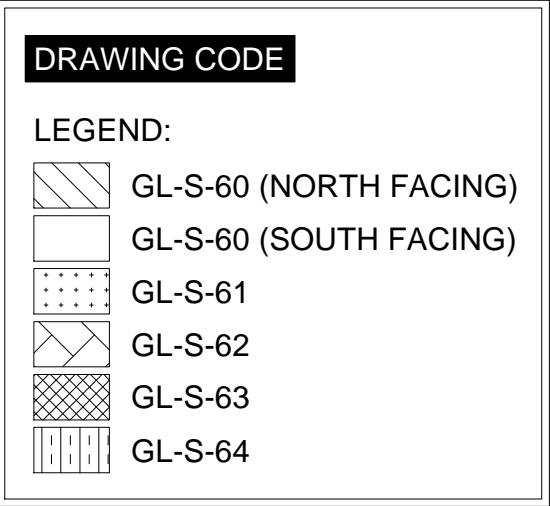 DRAWING CODE
LEGEND:
GL-S-60 (NORTH FACING)
GL-S-60 (SOUTH FACING)
GL-S-61
GL-S-62
GL-S-63
GL-S-64